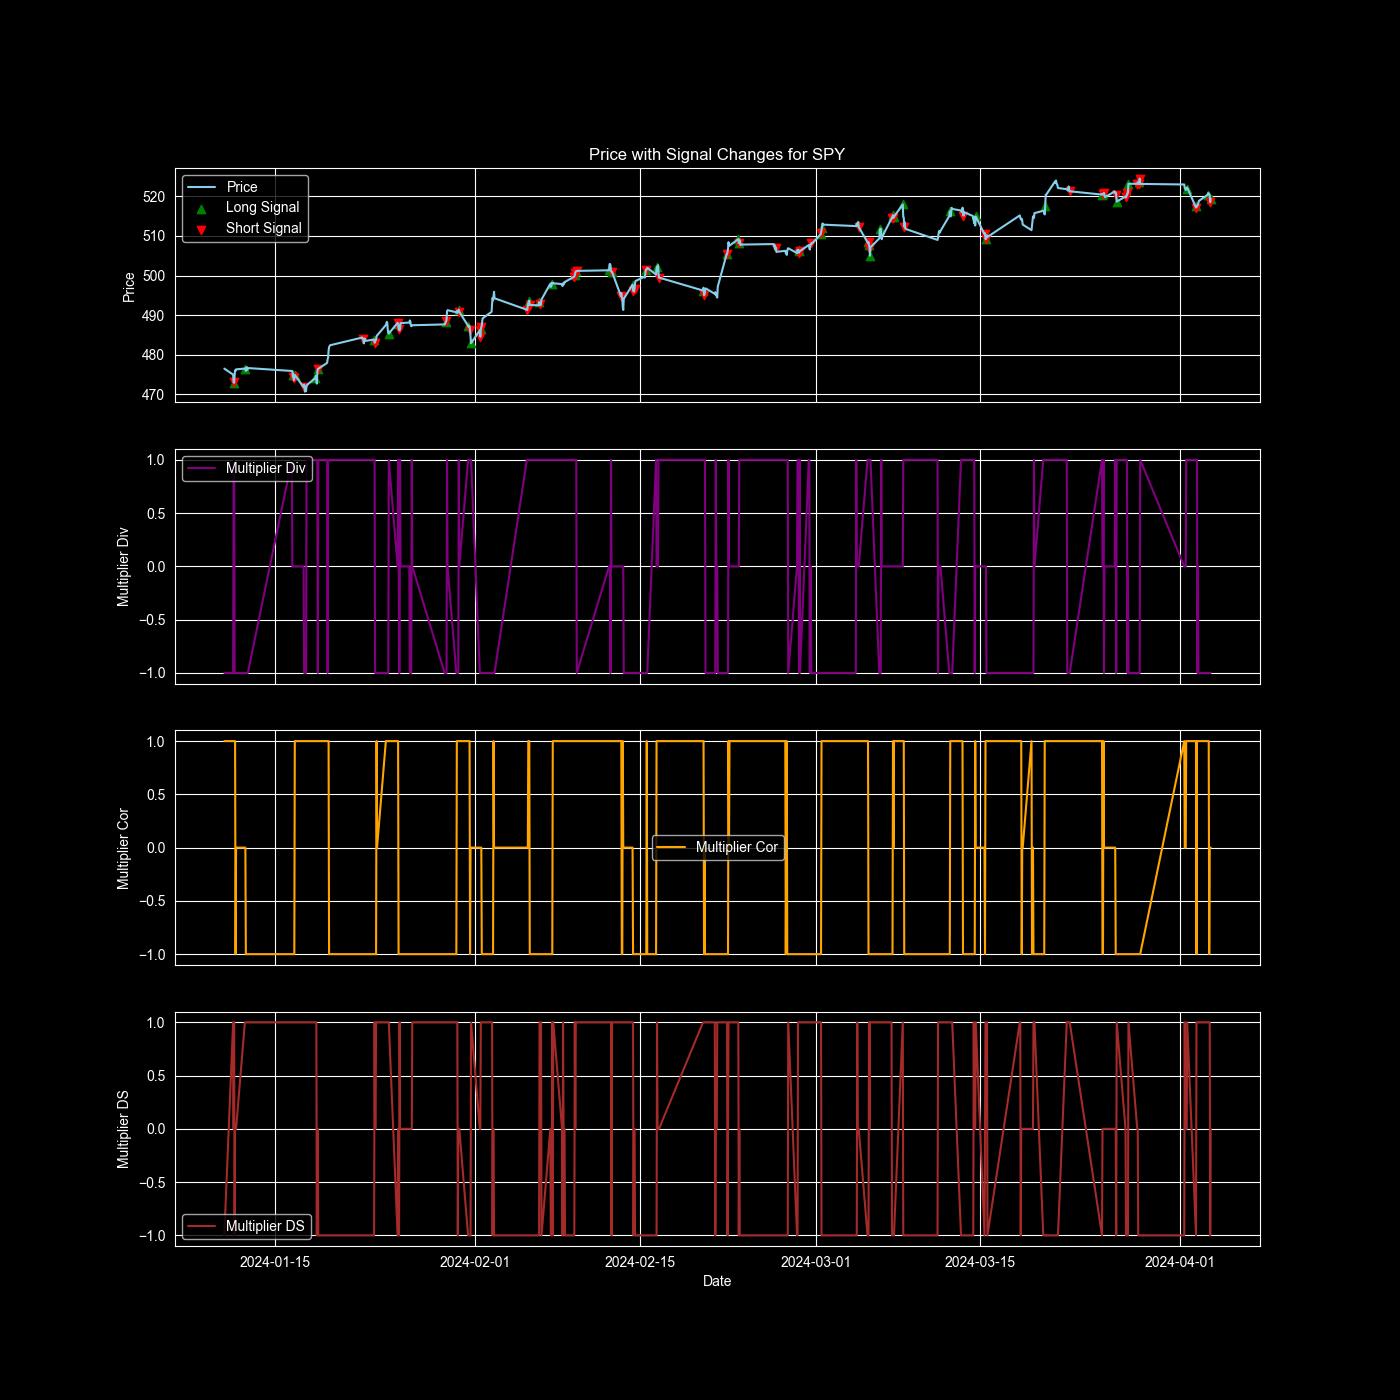 Price with Signal Changes for SPY
Price
Long Signal
Short Signal
520
510
500
490
480
470
Price
Multiplier Div
1.0
0.5
0.0
−0.5
−1.0
Multiplier Div
1.0
0.5
0.0
−0.5
−1.0
Multiplier Cor
Multiplier Cor
1.0
0.5
0.0
−0.5
−1.0
Multiplier DS
Multiplier DS
2024-01-15 2024-02-01 2024-02-15 2024-03-01 2024-03-15 2024-04-01
Date